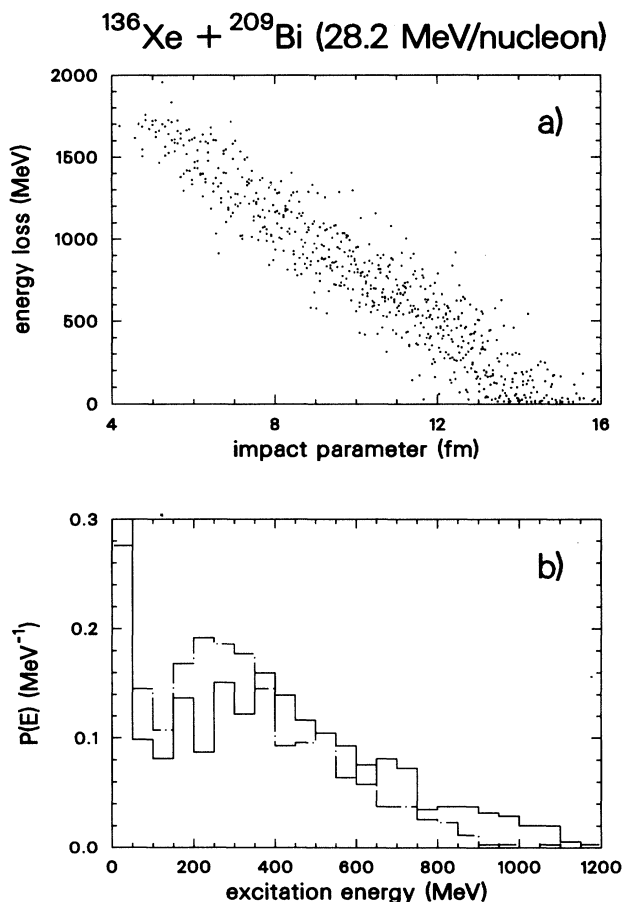 ¹³⁶Xe + ²⁰⁹Bi (28.2 MeV/nucleon)
a)
energy loss (MeV)
2000
1500
1000
500
0
4 8 12 16
impact parameter (fm)
b)
P(E) (MeV⁻¹)
0.3
0.2
0.1
0.0
0 200 400 600 800 1000 1200
excitation energy (MeV)